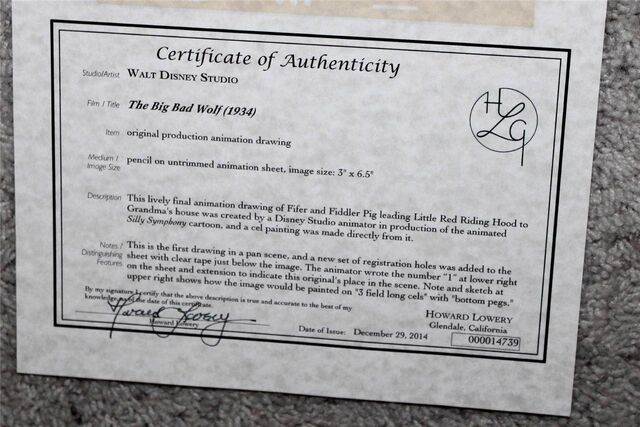 Certificate of Authenticity
Studio/Artist WALT DISNEY STUDIO
HLG
Film / Title The Big Bad Wolf (1934)
Item original production animation drawing
Medium / Image Size pencil on untrimmed animation sheet, image size: 3" x 6.5"
Description This lively final animation drawing of Fifer and Fiddler Pig leading Little Red Riding Hood to
Grandma's house was created by a Disney Studio animator in production of the animated
Silly Symphony cartoon, and a cel painting was made directly from it.
Notes / Distinguishing Features This is the first drawing in a pan scene, and a new set of registration holes was added to the
sheet with clear tape just below the image. The animator wrote the number "1" at lower right
on the sheet and extension to indicate this original's place in the scene. Note and sketch at
upper right shows how the image would be painted on "3 field long cels" with "bottom pegs."
By my signature I certify that the above description is true and accurate to the best of my
knowledge as of the date of this certificate.
Howard Lowery
Howard Lowery
Date of Issue: December 29, 2014
HOWARD LOWERY
Glendale, California
000014739